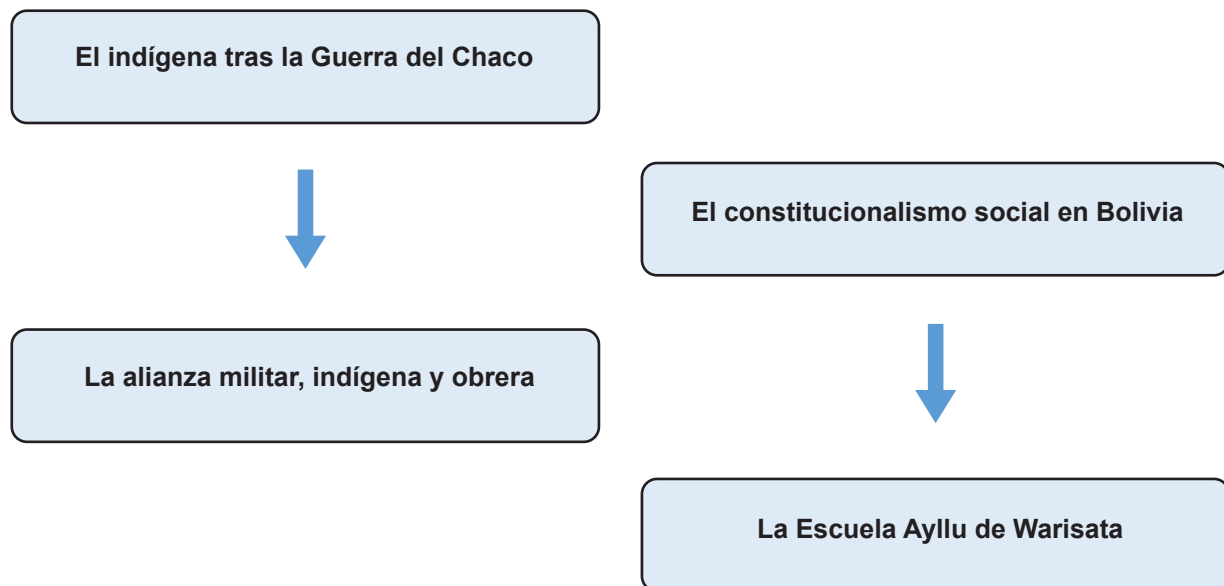 El indígena tras la Guerra del Chaco
La alianza militar, indígena y obrera
El constitucionalismo social en Bolivia
La Escuela Ayllu de Warisata